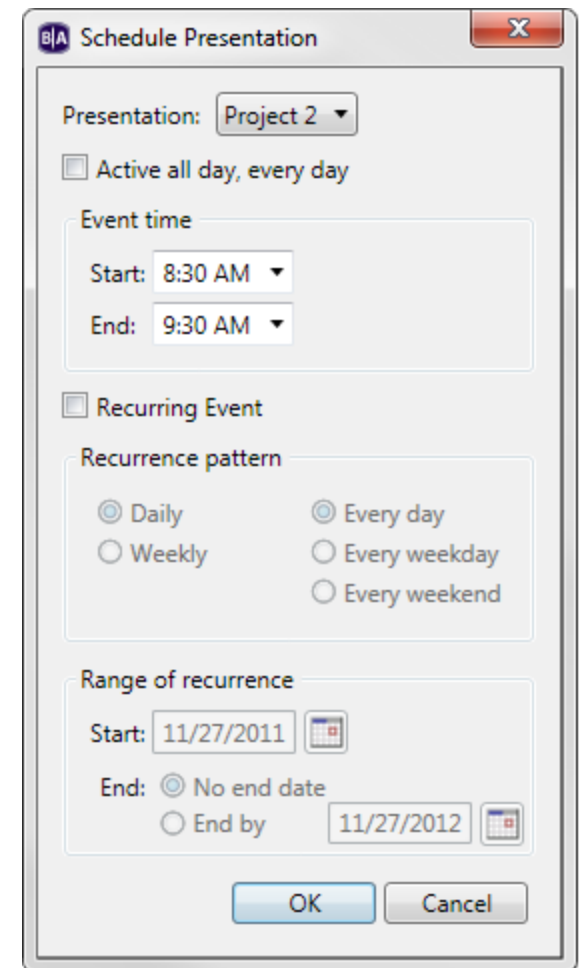 B|A Schedule Presentation
Presentation: Project 2
Active all day, every day
Event time
Start: 8:30 AM
End: 9:30 AM
Recurring Event
Recurrence pattern
Daily Every day
Weekly Every weekday
Every weekend
Range of recurrence
Start: 11/27/2011
End: No end date
End by 11/27/2012
OK Cancel